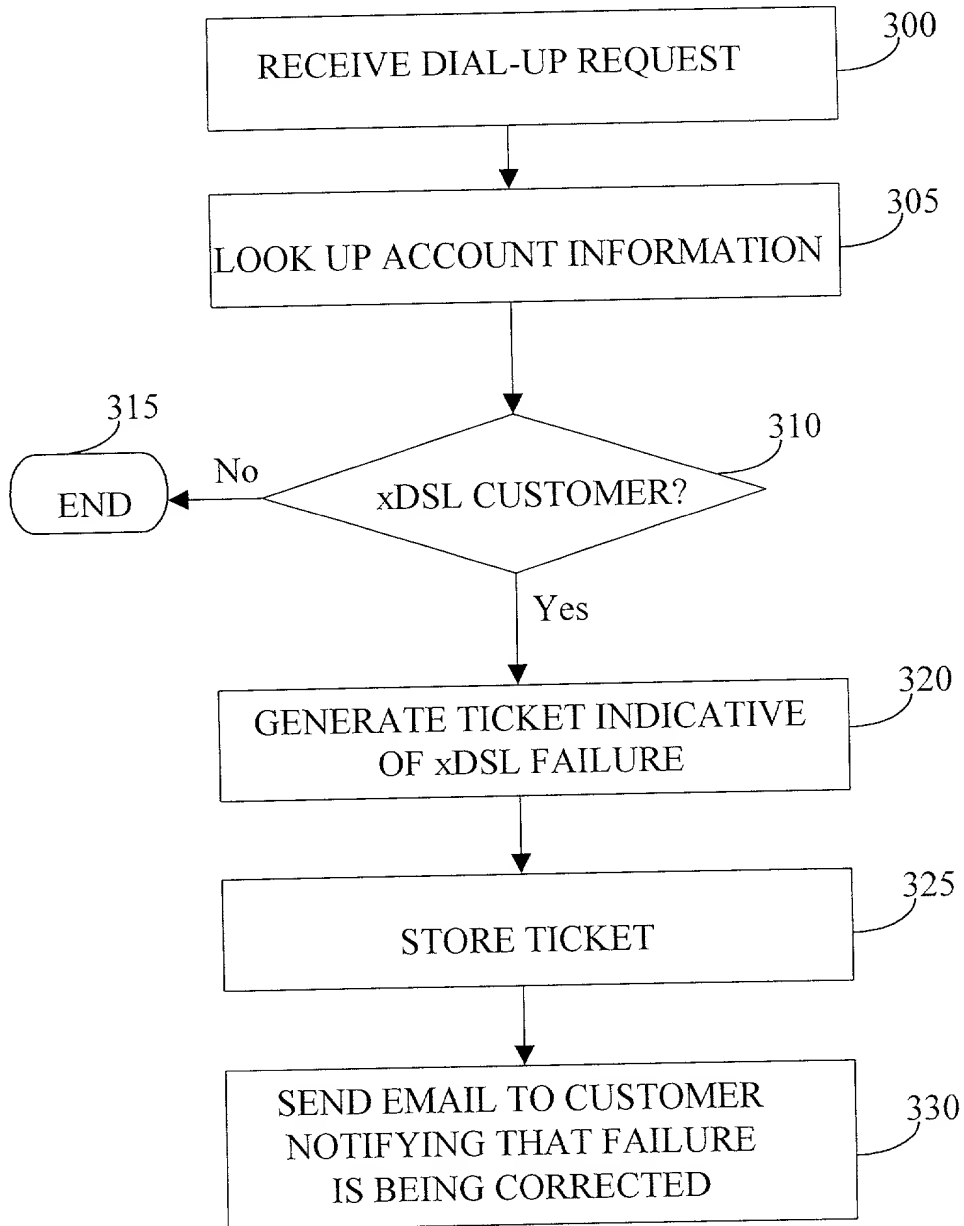 300
RECEIVE DIAL-UP REQUEST
305
LOOK UP ACCOUNT INFORMATION
315
310
No
END
xDSL CUSTOMER?
Yes
320
GENERATE TICKET INDICATIVE
OF xDSL FAILURE
325
STORE TICKET
330
SEND EMAIL TO CUSTOMER
NOTIFYING THAT FAILURE
IS BEING CORRECTED